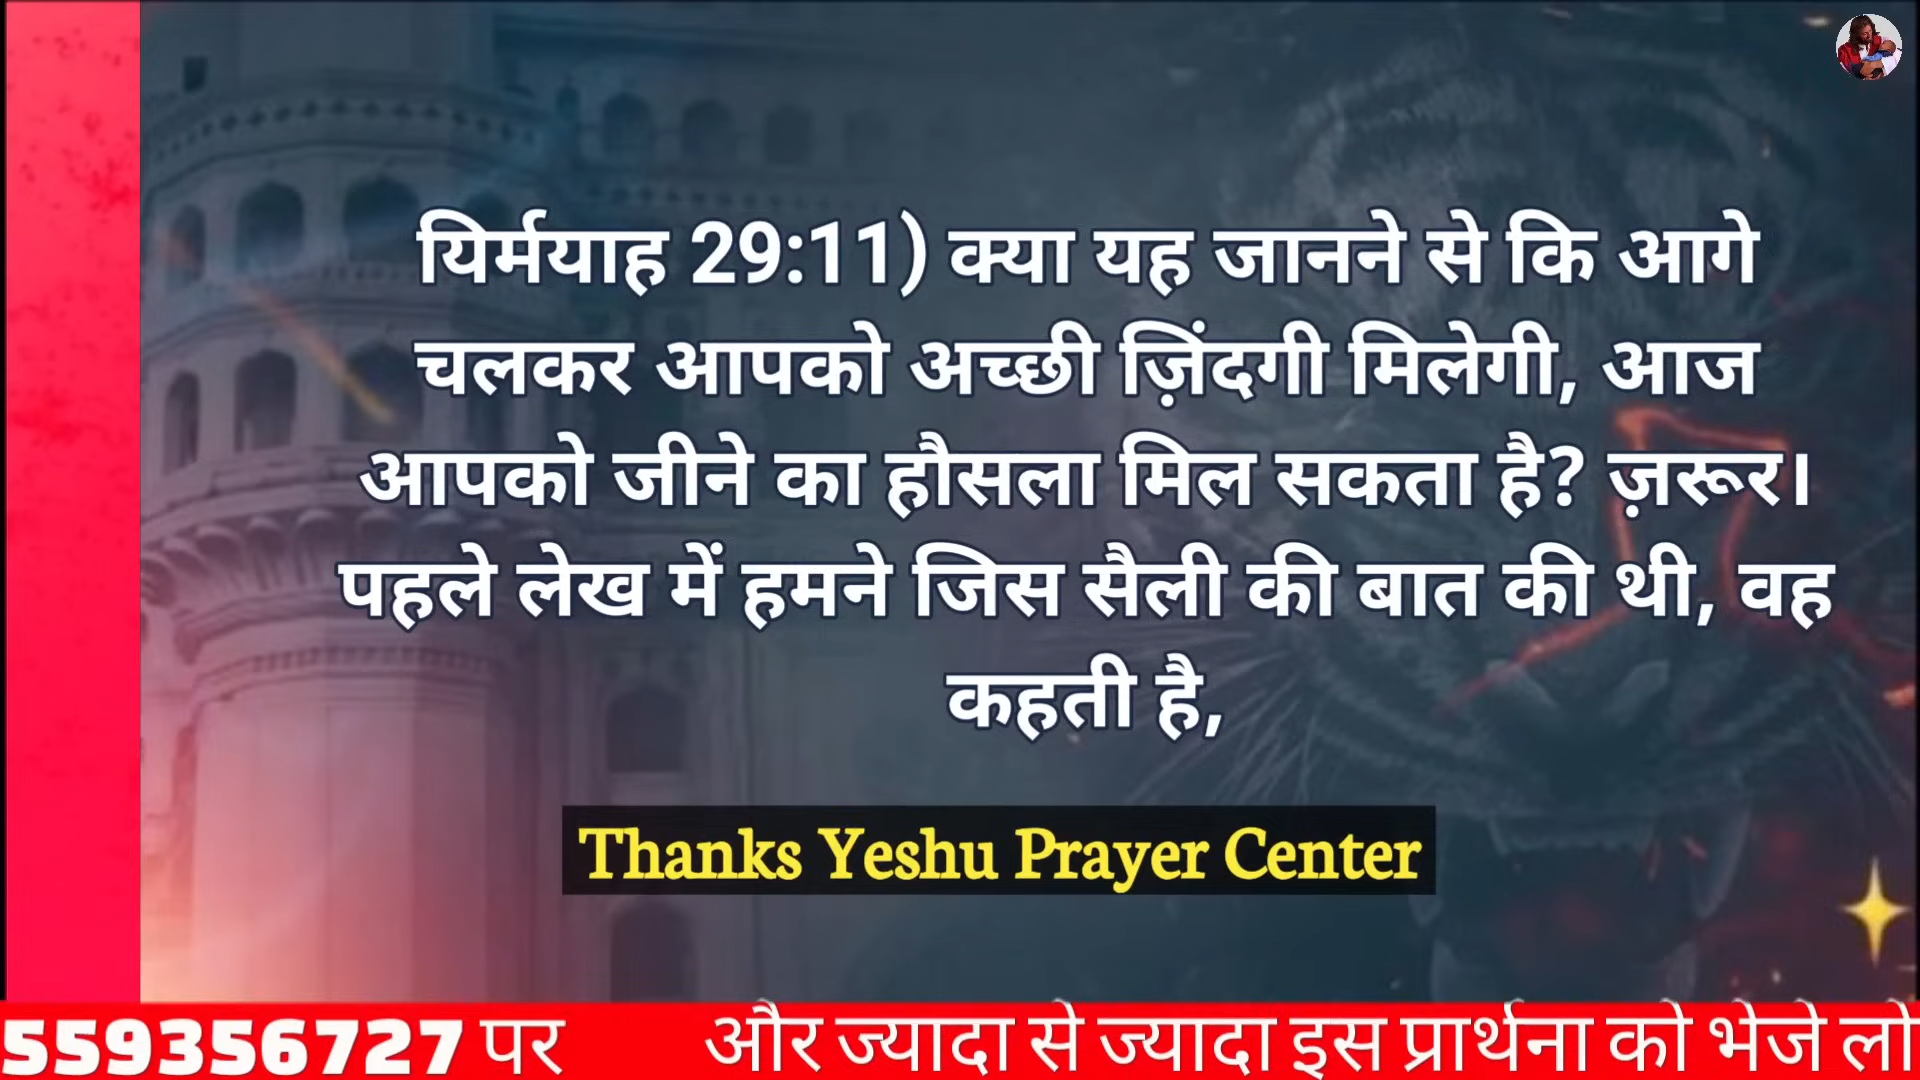 यिर्मयाह 29:11) क्या यह जानने से कि आगे
चलकर आपको अच्छी ज़िंदगी मिलेगी, आज
आपको जीने का हौसला मिल सकता है? ज़रूर।
पहले लेख में हमने जिस सैली की बात की थी, वह
कहती है,
Thanks Yeshu Prayer Center
559356727 पर और ज्यादा से ज्यादा इस प्रार्थना को भेजे लो